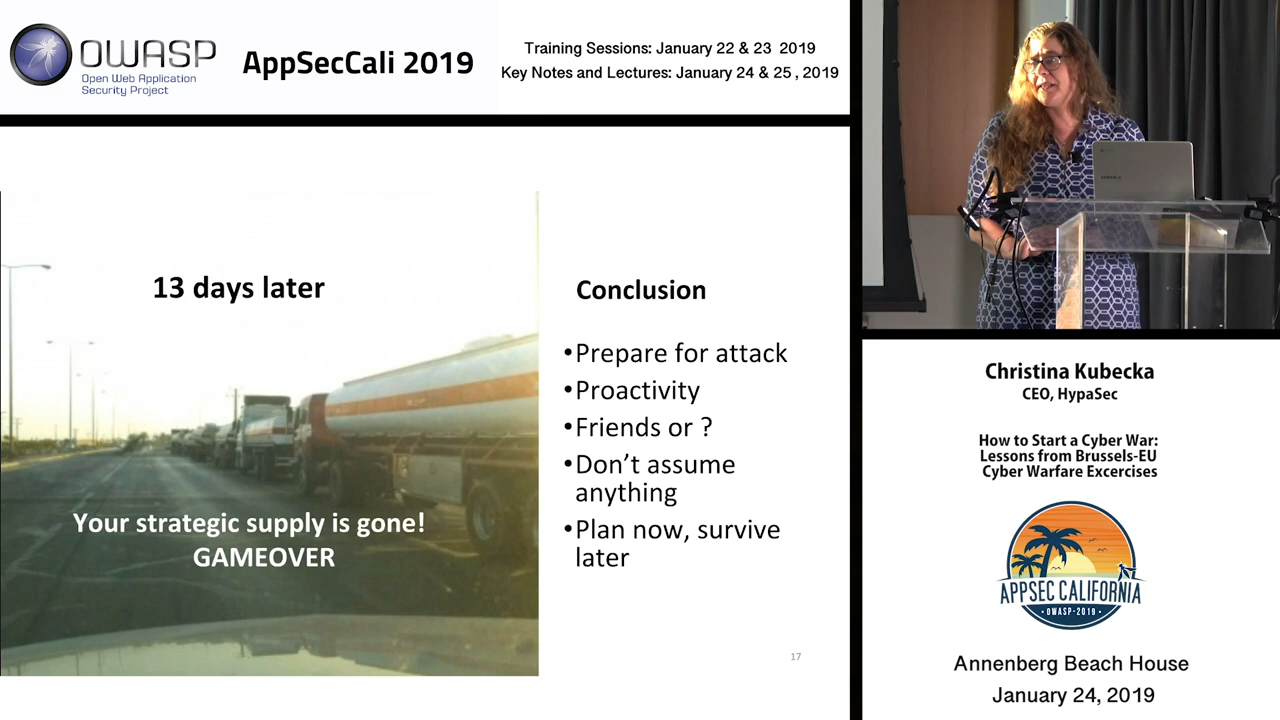 OWASP
Open Web Application
Security Project
AppSecCali 2019
Training Sessions: January 22 & 23 2019
Key Notes and Lectures: January 24 & 25 , 2019
13 days later
Your strategic supply is gone!
GAMEOVER
Conclusion
•Prepare for attack
•Proactivity
•Friends or ?
•Don’t assume
anything
•Plan now, survive
later
17
Christina Kubecka
CEO, HypaSec
How to Start a Cyber War:
Lessons from Brussels-EU
Cyber Warfare Excercises
APPSEC CALIFORNIA
• OWASP-2019 •
Annenberg Beach House
January 24, 2019